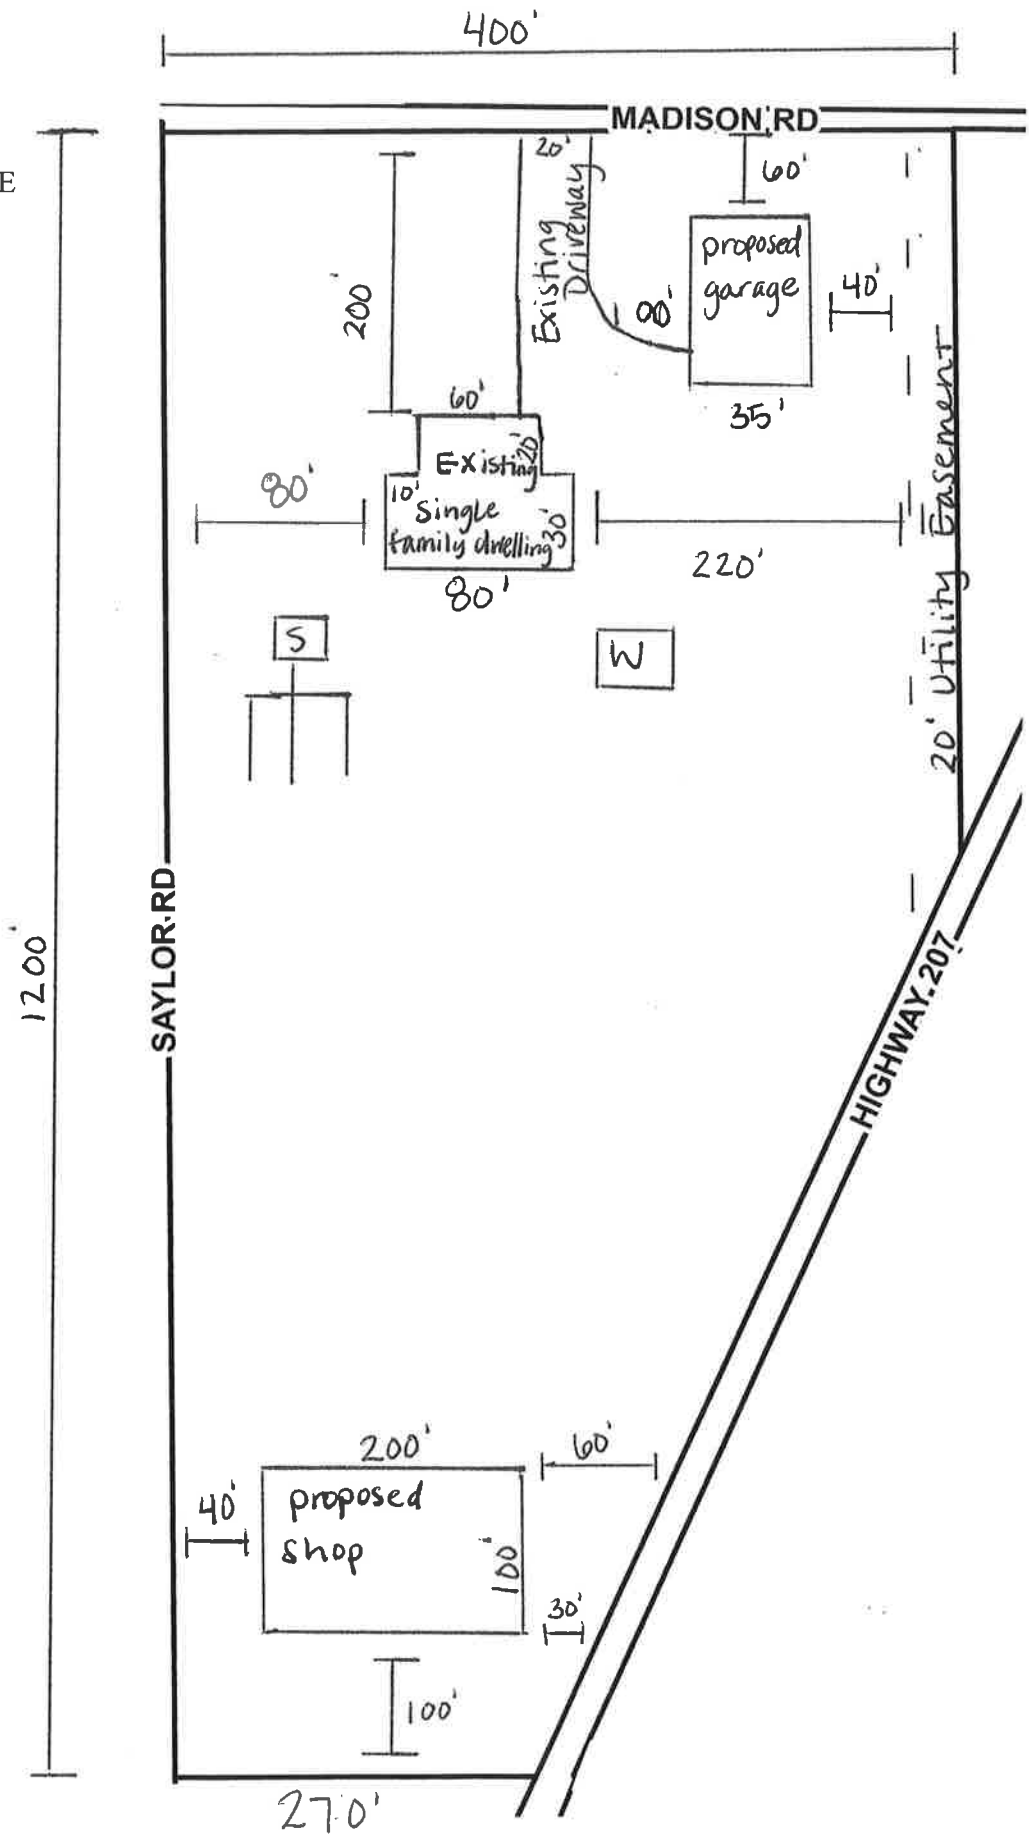 400'
MADISON RD
E
20'
60'
Existing
Driveway
proposed
garage
40'
200'
35'
60'
Existing
20'
10'
Single
family dwelling
30'
80'
80'
220'
20' Utility Easement
S
W
SAYLOR RD
1200'
HIGHWAY 207
200'
60'
40'
proposed
shop
100'
30'
100'
270'